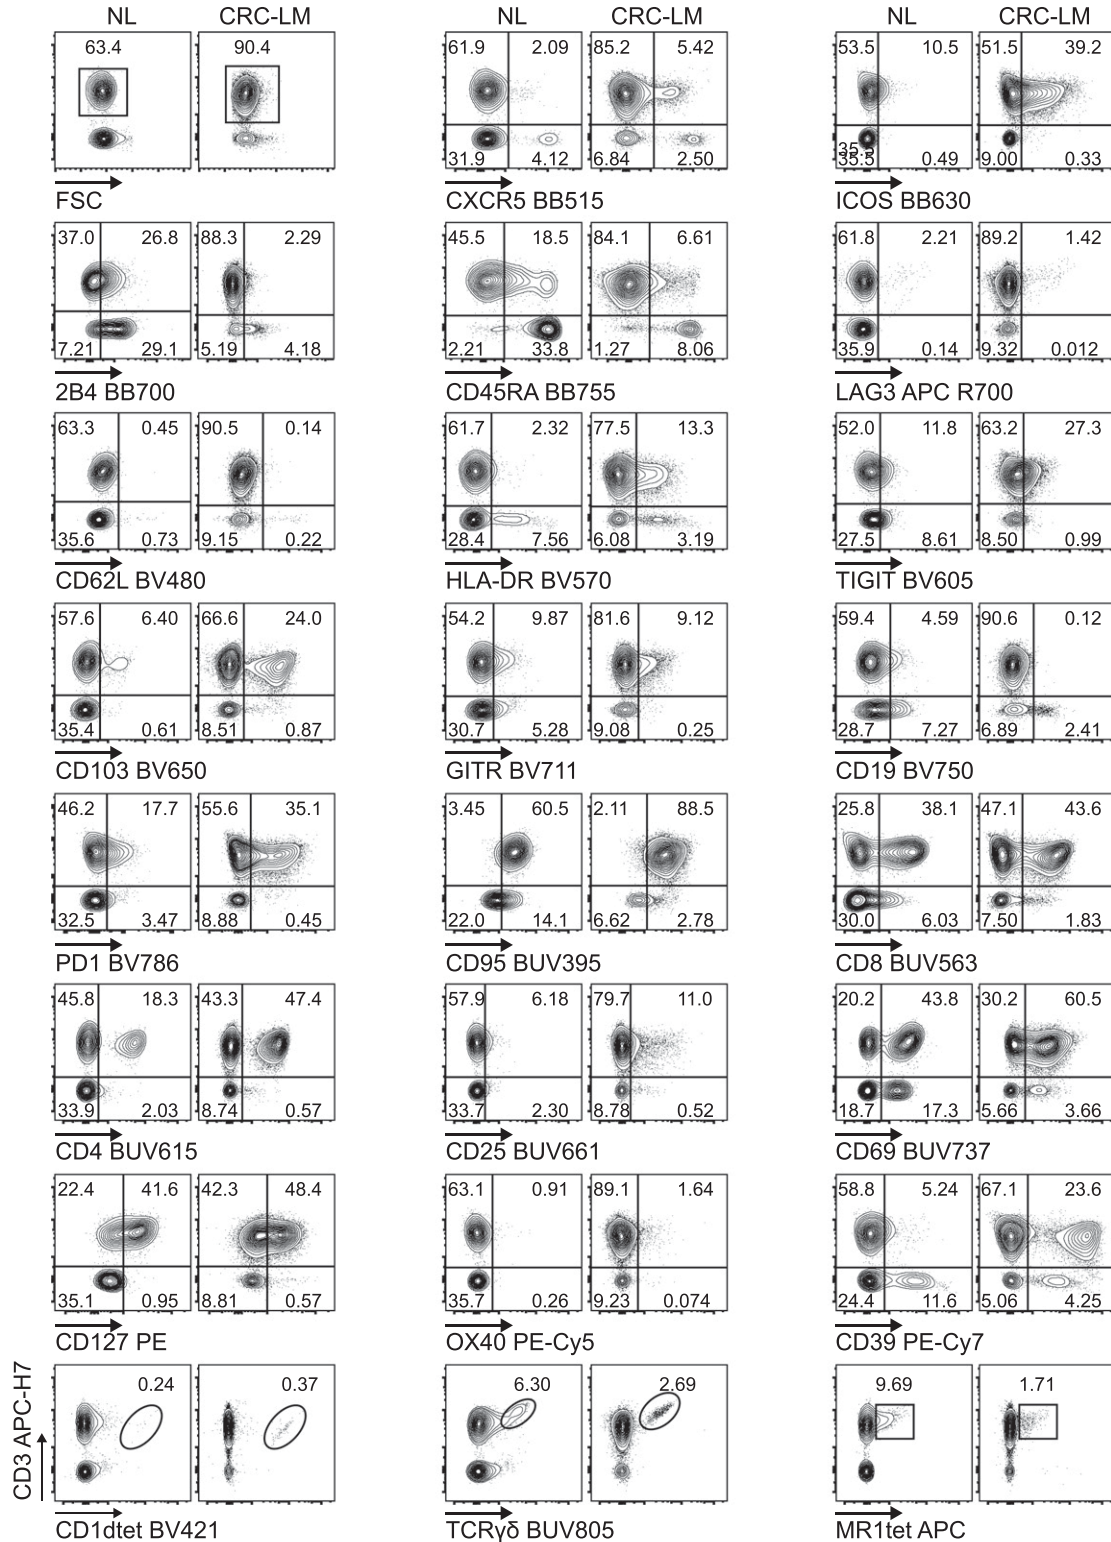 NL CRC-LM NL CRC-LM NL CRC-LM
63.4 90.4 61.9 2.09 85.2 5.42 53.5 10.5 51.5 39.2
31.9 4.12 6.84 2.50 35.5 35.5 0.49 9.00 0.33
FSC CXCR5 BB515 ICOS BB630
37.0 26.8 88.3 2.29 45.5 18.5 84.1 6.61 61.8 2.21 89.2 1.42
7.21 29.1 5.19 4.18 2.21 33.8 1.27 8.06 35.9 0.14 9.32 0.012
2B4 BB700 CD45RA BB755 LAG3 APC R700
63.3 0.45 90.5 0.14 61.7 2.32 77.5 13.3 52.0 11.8 63.2 27.3
35.6 0.73 9.15 0.22 28.4 7.56 6.08 3.19 27.5 8.61 8.50 0.99
CD62L BV480 HLA-DR BV570 TIGIT BV605
57.6 6.40 66.6 24.0 54.2 9.87 81.6 9.12 59.4 4.59 90.6 0.12
35.4 0.61 8.51 0.87 30.7 5.28 9.08 0.25 28.7 7.27 6.89 2.41
CD103 BV650 GITR BV711 CD19 BV750
46.2 17.7 55.6 35.1 3.45 60.5 2.11 88.5 25.8 38.1 47.1 43.6
32.5 3.47 8.88 0.45 22.0 14.1 6.62 2.78 30.0 6.03 7.50 1.83
PD1 BV786 CD95 BUV395 CD8 BUV563
45.8 18.3 43.3 47.4 57.9 6.18 79.7 11.0 20.2 43.8 30.2 60.5
33.9 2.03 8.74 0.57 33.7 2.30 8.78 0.52 18.7 17.3 5.66 3.66
CD4 BUV615 CD25 BUV661 CD69 BUV737
22.4 41.6 42.3 48.4 63.1 0.91 89.1 1.64 58.8 5.24 67.1 23.6
35.1 0.95 8.81 0.57 35.7 0.26 9.23 0.074 24.4 11.6 5.06 4.25
CD127 PE OX40 PE-Cy5 CD39 PE-Cy7
0.24 0.37 6.30 2.69 9.69 1.71
CD3 APC-H7
CD1dtet BV421 TCRγδ BUV805 MR1tet APC